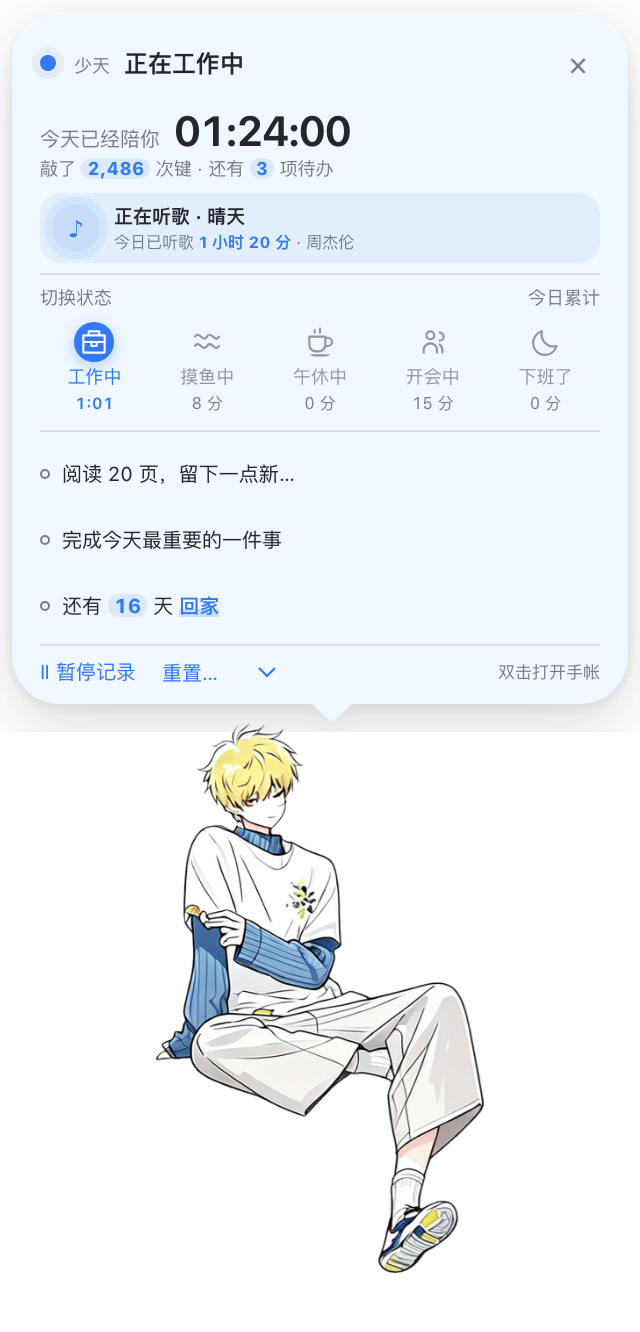 少天 正在工作中
今天已经陪你 01:24:00
敲了 2,486 次键 · 还有 3 项待办
正在听歌 · 晴天
今日已听歌 1 小时 20 分 · 周杰伦
切换状态 今日累计
工作中 摸鱼中 午休中 开会中 下班了
1:01 8 分 0 分 15 分 0 分
阅读 20 页，留下一点新...
完成今天最重要的一件事
还有 16 天 回家
暂停记录 重置... 双击打开手帐